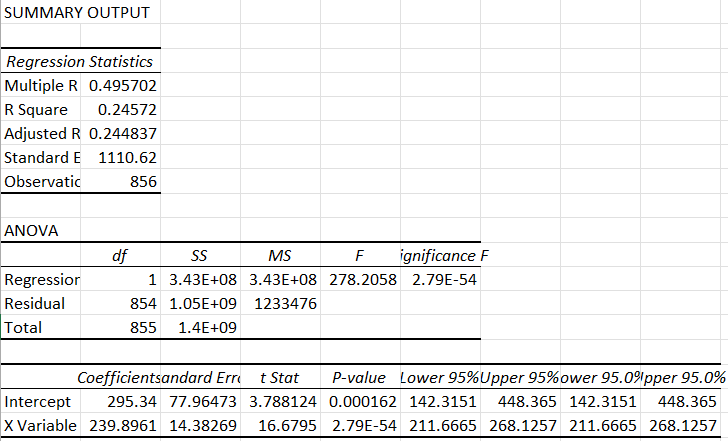 SUMMARY OUTPUT
Regression Statistics
Multiple R 0.495702
R Square 0.24572
Adjusted R 0.244837
Standard E 1110.62
Observatic 856
ANOVA
df SS MS F ignificance F
Regression 1 3.43E+08 3.43E+08 278.2058 2.79E-54
Residual 854 1.05E+09 1233476
Total 855 1.4E+09
Coefficients andard Erro t Stat P-value Lower 95% Upper 95% ower 95.0% pper 95.0%
Intercept 295.34 77.96473 3.788124 0.000162 142.3151 448.365 142.3151 448.365
X Variable 239.8961 14.38269 16.6795 2.79E-54 211.6665 268.1257 211.6665 268.1257